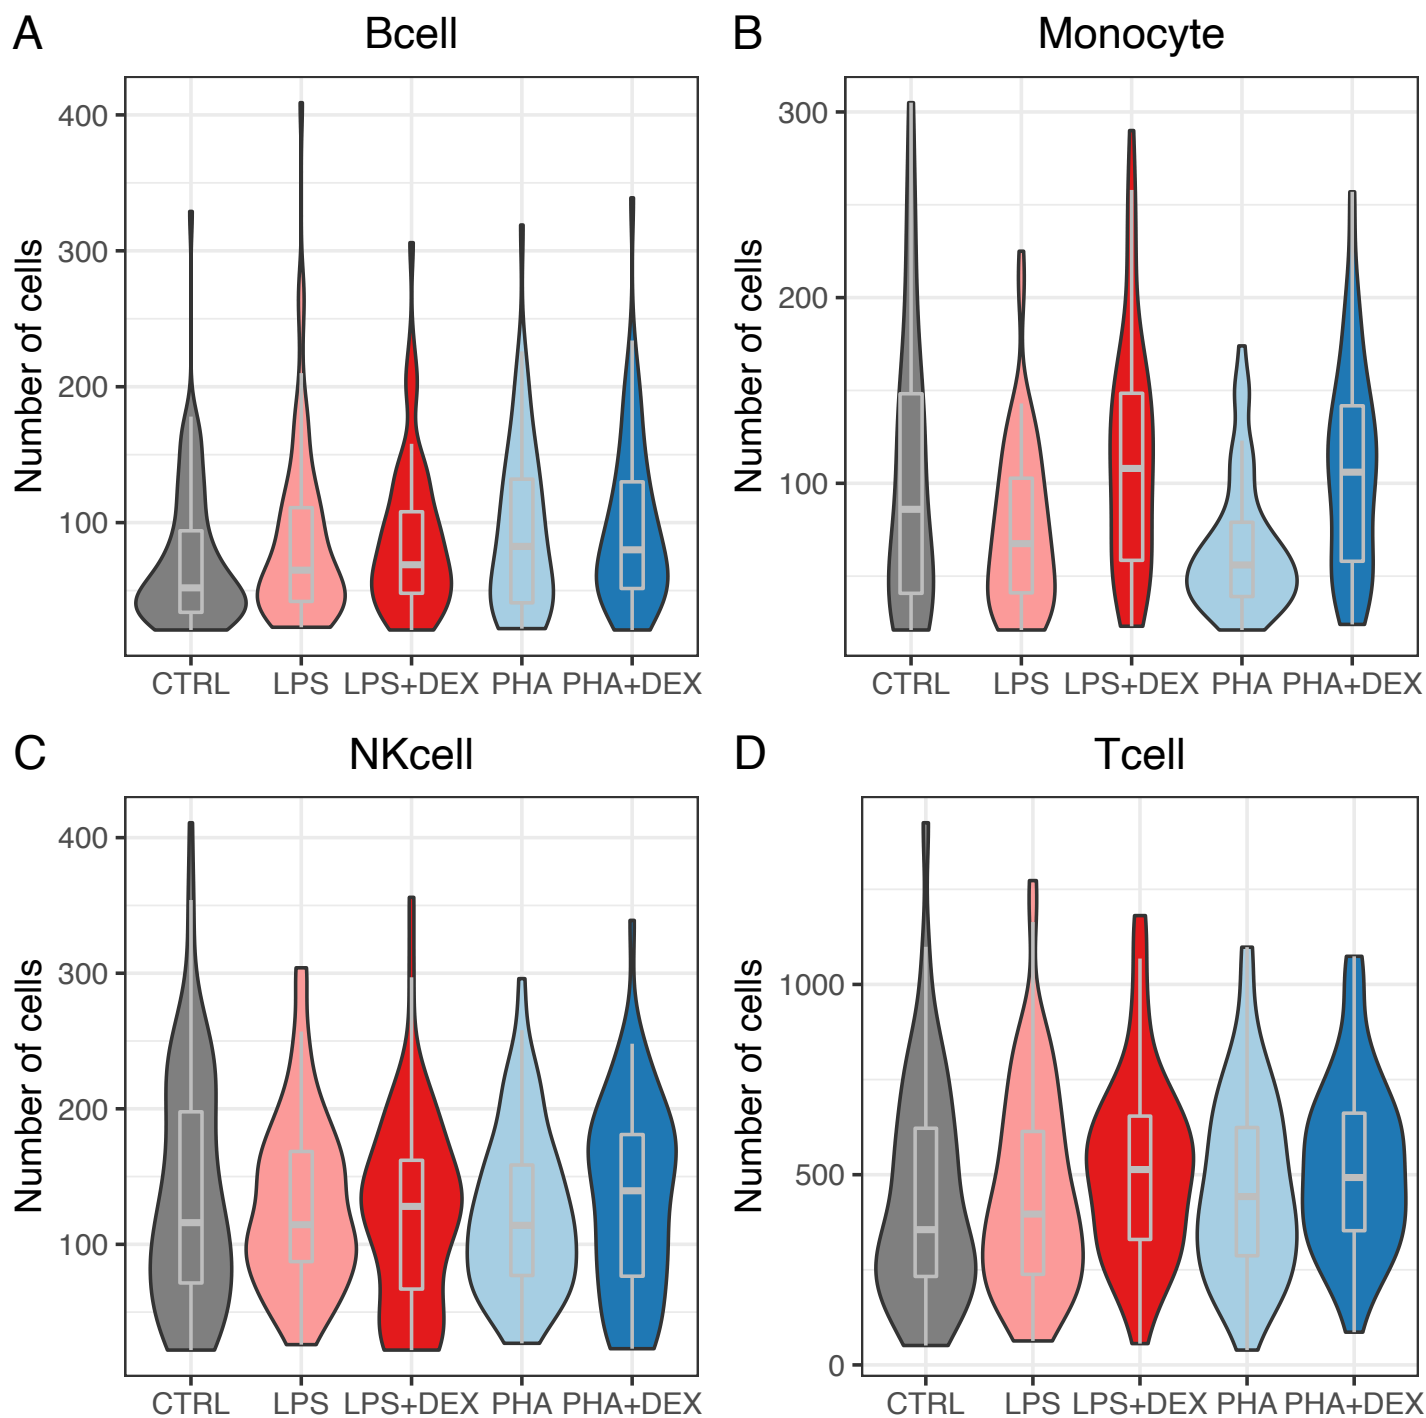 A
Bcell
Number of cells
400
300
200
100
CTRL LPS LPS+DEX PHA PHA+DEX
B
Monocyte
Number of cells
300
200
100
CTRL LPS LPS+DEX PHA PHA+DEX
C
NKcell
Number of cells
400
300
200
100
CTRL LPS LPS+DEX PHA PHA+DEX
D
Tcell
Number of cells
1000
500
0
CTRL LPS LPS+DEX PHA PHA+DEX